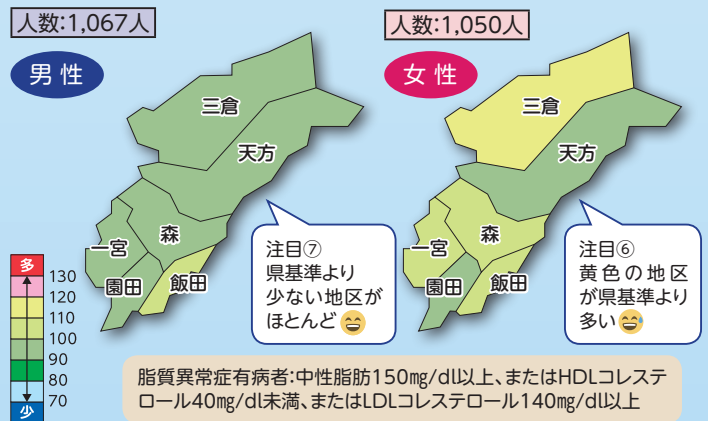 人数:1,067人
男性
三倉
天方
森
一宮
園田
飯田
注目⑦
県基準より
少ない地区が
ほとんど😄
人数:1,050人
女性
三倉
天方
森
一宮
園田
飯田
注目⑥
黄色の地区
が県基準より
多い😅
多
130
120
110
100
90
80
70
少
脂質異常症有病者:中性脂肪150㎎/dl以上、またはHDLコレステ
ロール40㎎/dl未満、またはLDLコレステロール140㎎/dl以上